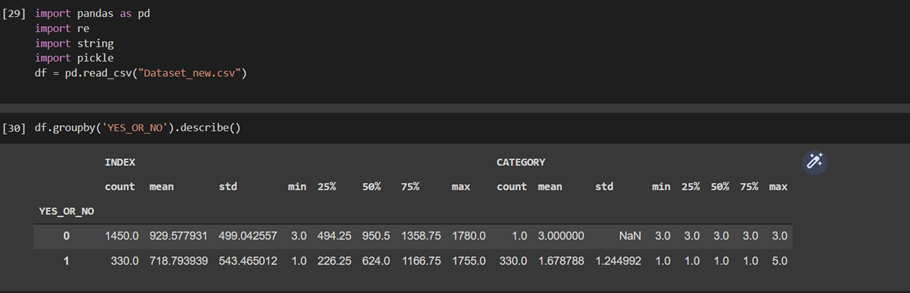 [29] import pandas as pd
import re
import string
import pickle
df = pd.read_csv("Dataset_new.csv")
[30] df.groupby('YES_OR_NO').describe()
INDEX CATEGORY
count mean std min 25% 50% 75% max count mean std min 25% 50% 75% max
YES_OR_NO
0 1450.0 929.577931 499.042557 3.0 494.25 950.5 1358.75 1780.0 1.0 3.000000 NaN 3.0 3.0 3.0 3.0 3.0
1 330.0 718.793939 543.465012 1.0 226.25 624.0 1166.75 1755.0 330.0 1.678788 1.244992 1.0 1.0 1.0 1.0 5.0